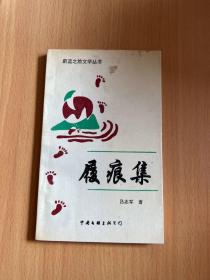 蔚蓝之旅文学丛书
履痕集
吕志军 著
中国文联出版公司